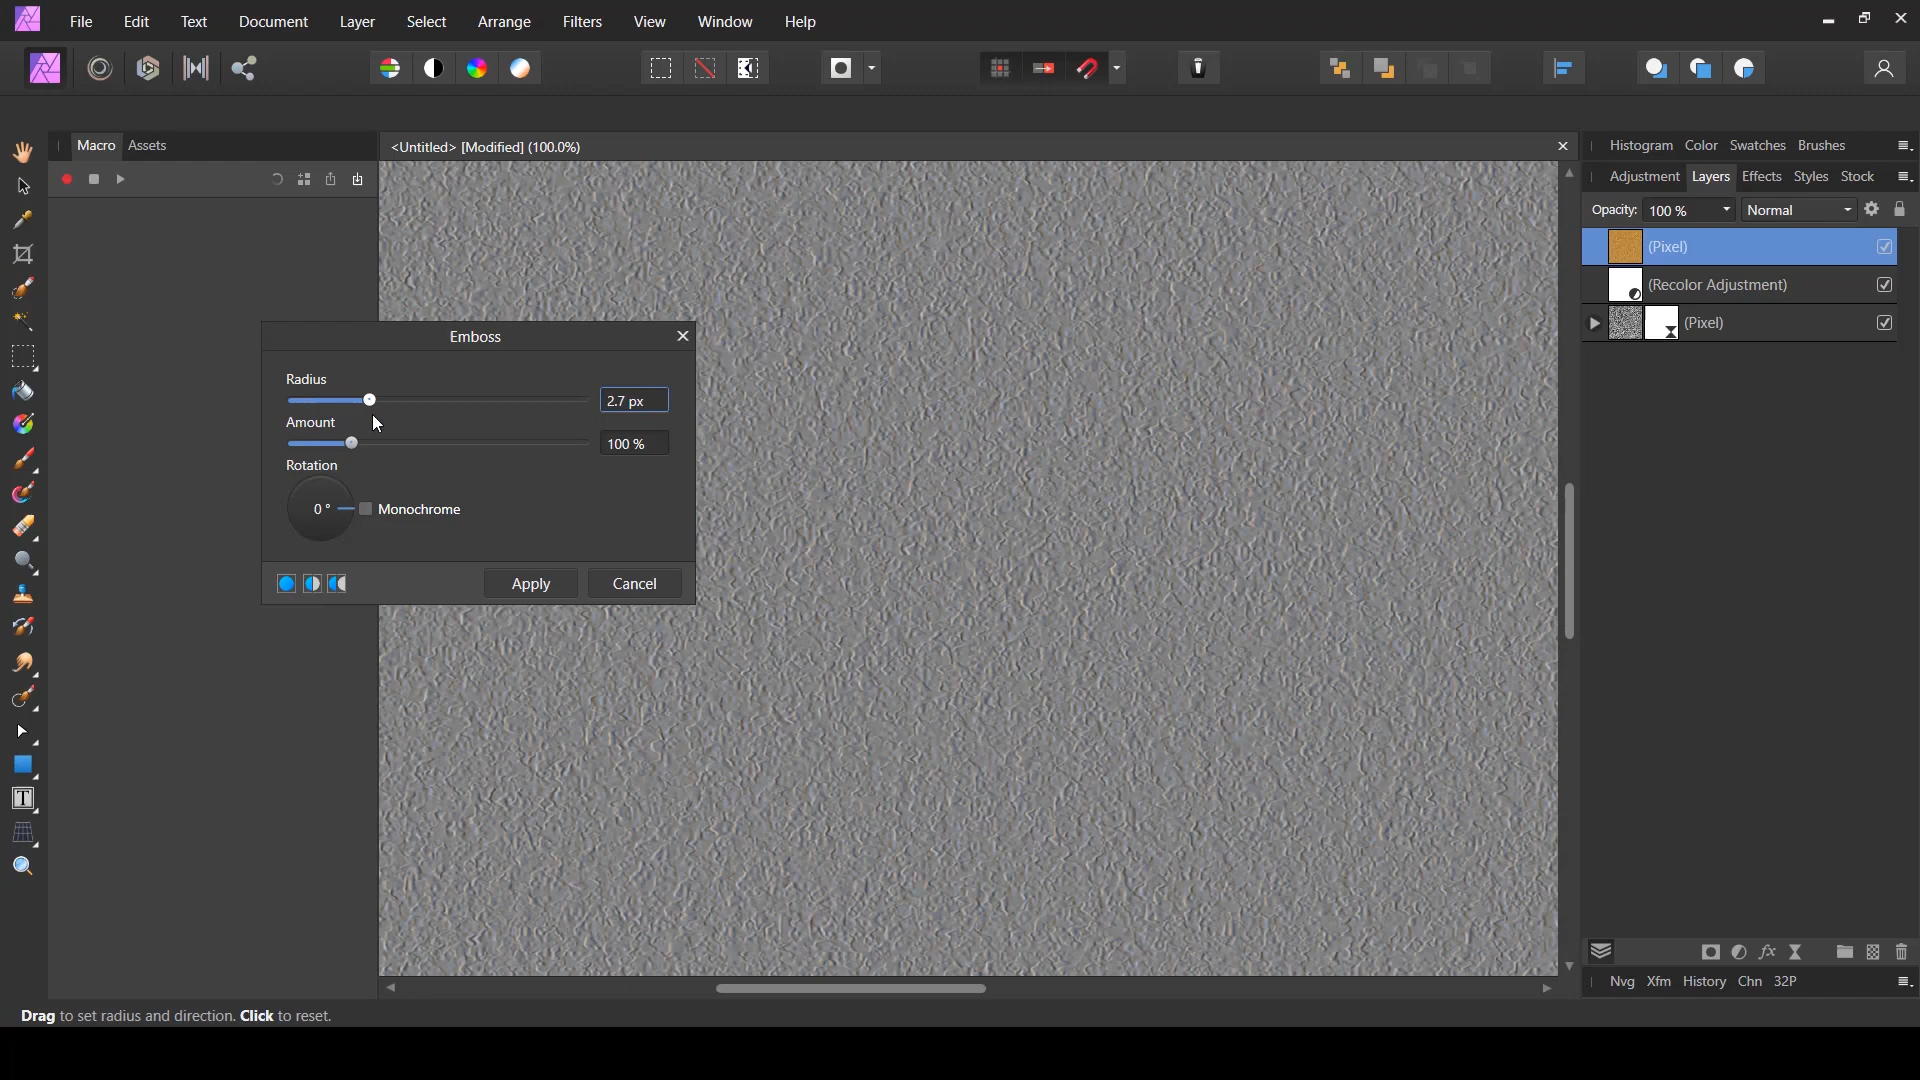 File Edit Text Document Layer Select Arrange Filters View Window Help
Macro Assets
<Untitled> [Modified] (100.0%)
Histogram Color Swatches Brushes
Adjustment Layers Effects Styles Stock
Opacity: 100 % Normal
(Pixel)
(Recolor Adjustment)
(Pixel)
Emboss
Radius
2.7 px
Amount
100 %
Rotation
0 ° Monochrome
Apply Cancel
Nvg Xfm History Chn 32P
Drag to set radius and direction. Click to reset.